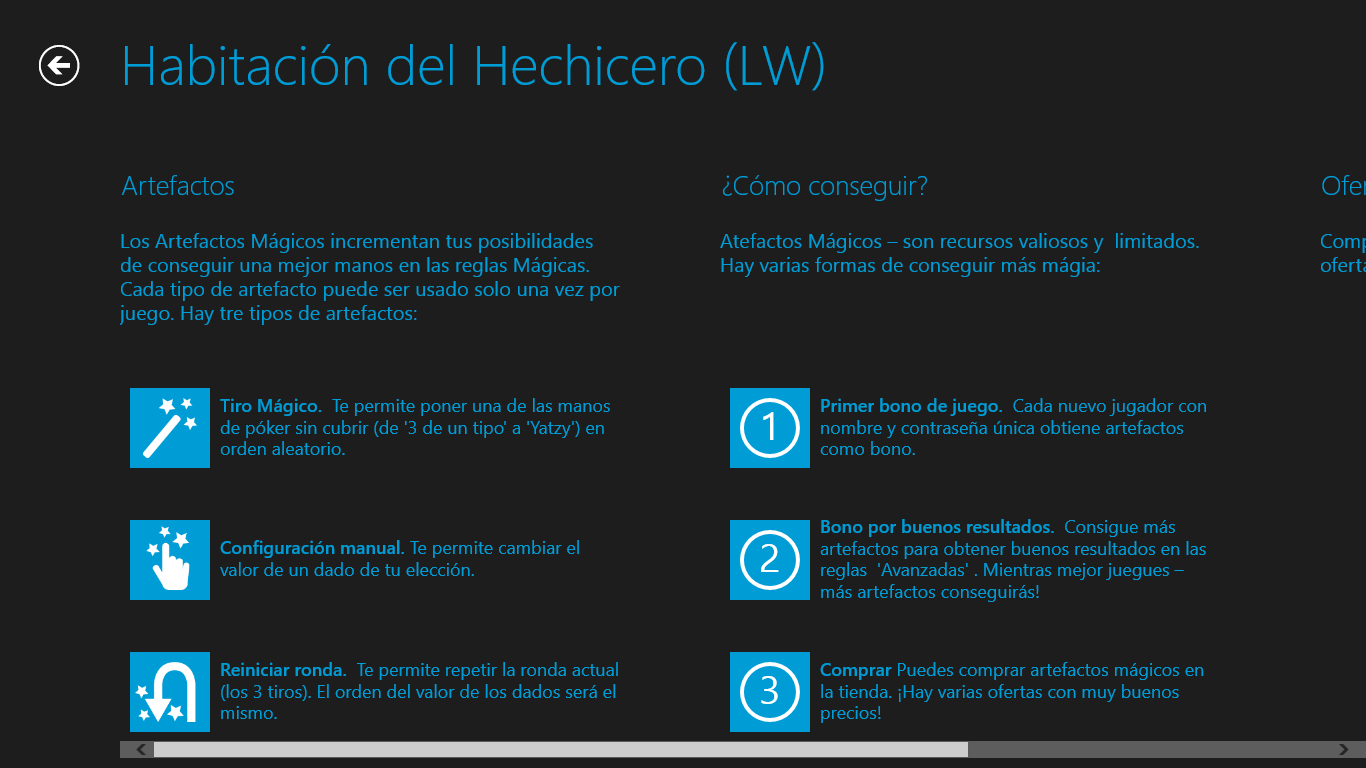 Habitación del Hechicero (LW)
Artefactos
Los Artefactos Mágicos incrementan tus posibilidades
de conseguir una mejor manos en las reglas Mágicas.
Cada tipo de artefacto puede ser usado solo una vez por
juego. Hay tre tipos de artefactos:
Tiro Mágico.  Te permite poner una de las manos
de póker sin cubrir (de '3 de un tipo' a 'Yatzy') en
orden aleatorio.
Configuración manual. Te permite cambiar el
valor de un dado de tu elección.
Reiniciar ronda.  Te permite repetir la ronda actual
(los 3 tiros). El orden del valor de los dados será el
mismo.
¿Cómo conseguir?
Atefactos Mágicos – son recursos valiosos y  limitados.
Hay varias formas de conseguir más mágia:
1
Primer bono de juego.  Cada nuevo jugador con
nombre y contraseña única obtiene artefactos
como bono.
2
Bono por buenos resultados.  Consigue más
artefactos para obtener buenos resultados en las
reglas  'Avanzadas' . Mientras mejor juegues –
más artefactos conseguirás!
3
Comprar Puedes comprar artefactos mágicos en
la tienda. ¡Hay varias ofertas con muy buenos
precios!
Ofer
Comp
oferta